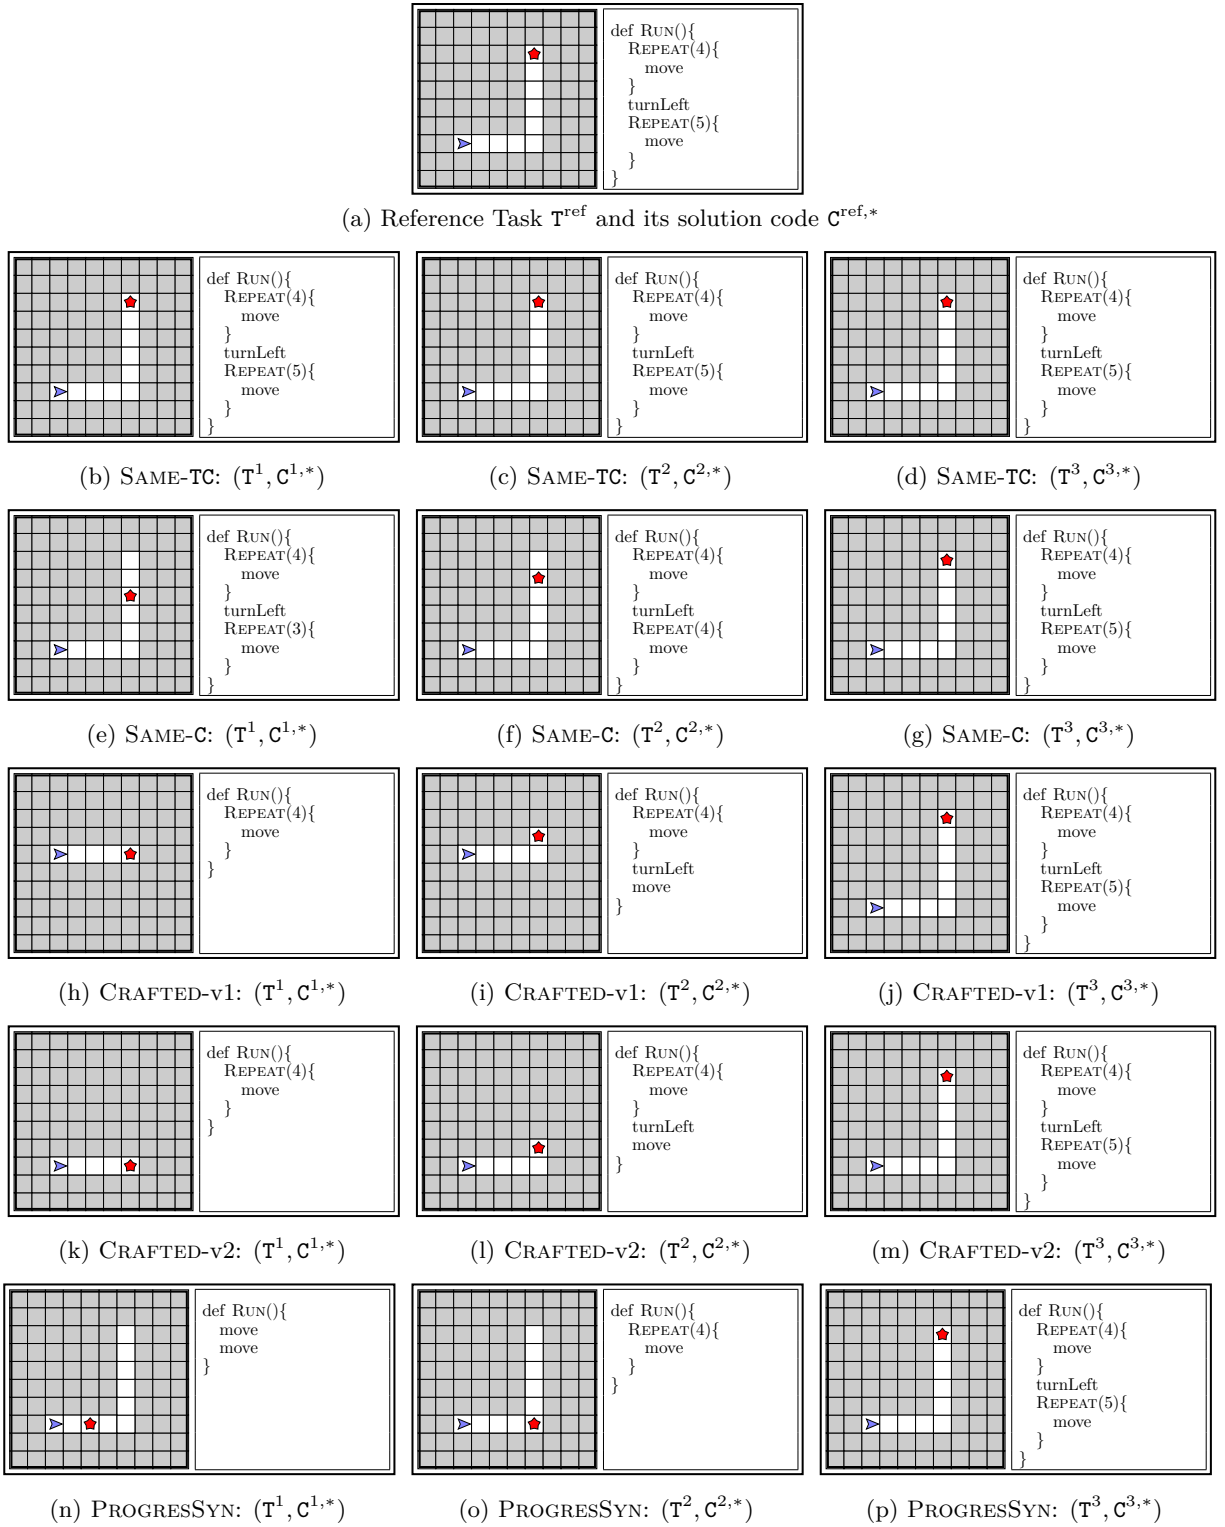 def RUN(){
REPEAT(4){
move
}
turnLeft
REPEAT(5){
move
}
}
(a) Reference Task T^ref and its solution code C^ref,*
def RUN(){
REPEAT(4){
move
}
turnLeft
REPEAT(5){
move
}
}
def RUN(){
REPEAT(4){
move
}
turnLeft
REPEAT(5){
move
}
}
def RUN(){
REPEAT(4){
move
}
turnLeft
REPEAT(5){
move
}
}
(b) SAME-TC: (T^1, C^1,*)
(c) SAME-TC: (T^2, C^2,*)
(d) SAME-TC: (T^3, C^3,*)
def RUN(){
REPEAT(4){
move
}
turnLeft
REPEAT(3){
move
}
}
def RUN(){
REPEAT(4){
move
}
turnLeft
REPEAT(4){
move
}
}
def RUN(){
REPEAT(4){
move
}
turnLeft
REPEAT(5){
move
}
}
(e) SAME-C: (T^1, C^1,*)
(f) SAME-C: (T^2, C^2,*)
(g) SAME-C: (T^3, C^3,*)
def RUN(){
REPEAT(4){
move
}
}
def RUN(){
REPEAT(4){
move
}
turnLeft
move
}
def RUN(){
REPEAT(4){
move
}
turnLeft
REPEAT(5){
move
}
}
(h) CRAFTED-v1: (T^1, C^1,*)
(i) CRAFTED-v1: (T^2, C^2,*)
(j) CRAFTED-v1: (T^3, C^3,*)
def RUN(){
REPEAT(4){
move
}
}
def RUN(){
REPEAT(4){
move
}
turnLeft
move
}
def RUN(){
REPEAT(4){
move
}
turnLeft
REPEAT(5){
move
}
}
(k) CRAFTED-v2: (T^1, C^1,*)
(l) CRAFTED-v2: (T^2, C^2,*)
(m) CRAFTED-v2: (T^3, C^3,*)
def RUN(){
move
move
}
def RUN(){
REPEAT(4){
move
}
}
def RUN(){
REPEAT(4){
move
}
turnLeft
REPEAT(5){
move
}
}
(n) PROGRESSYN: (T^1, C^1,*)
(o) PROGRESSYN: (T^2, C^2,*)
(p) PROGRESSYN: (T^3, C^3,*)